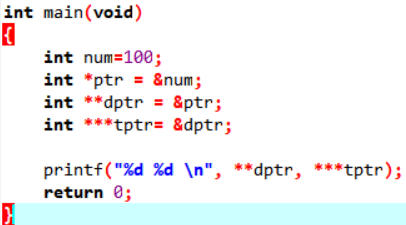 int main(void)
{
    int num=100;
    int *ptr = &num;
    int **dptr = &ptr;
    int ***tptr= &dptr;
    printf("%d %d \n", **dptr, ***tptr);
    return 0;
}